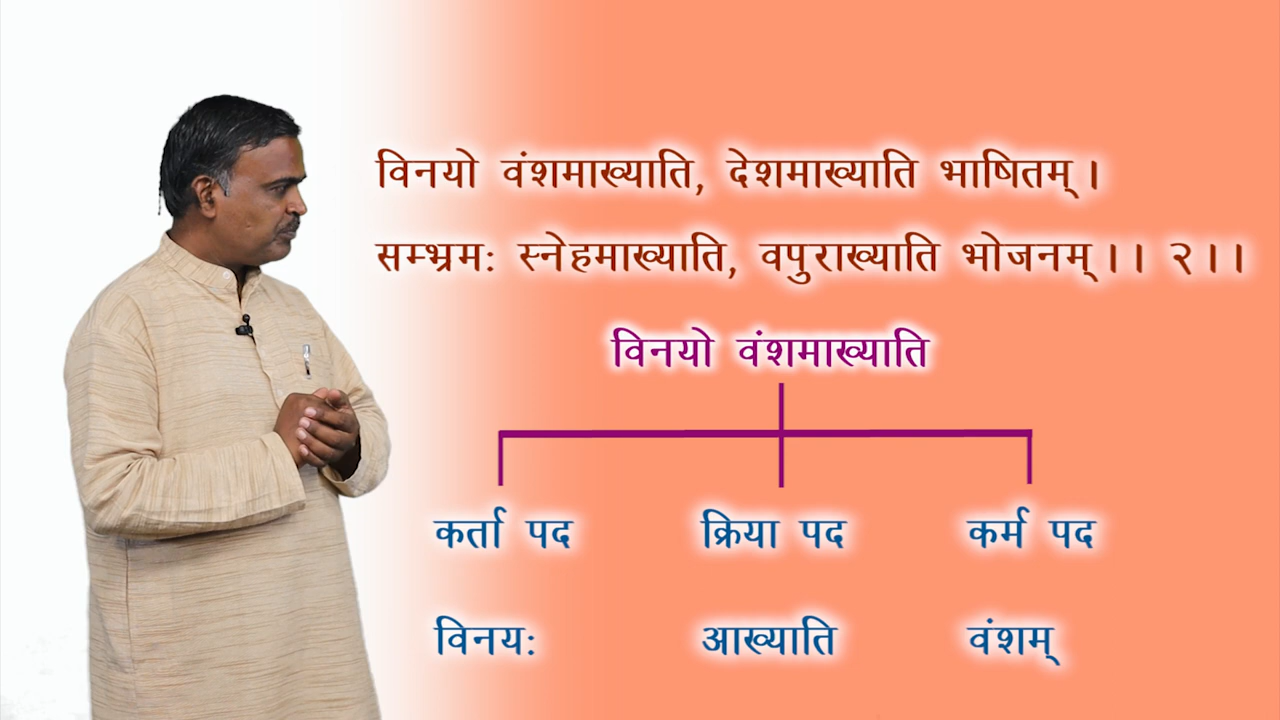 विनयो वंशमाख्याति, देशमाख्याति भाषितम् ।
सम्भ्रमः स्नेहमाख्याति, वपुराख्याति भोजनम् ।। २ ।।
विनयो वंशमाख्याति
कर्ता पद क्रिया पद कर्म पद
विनयः आख्याति वंशम्